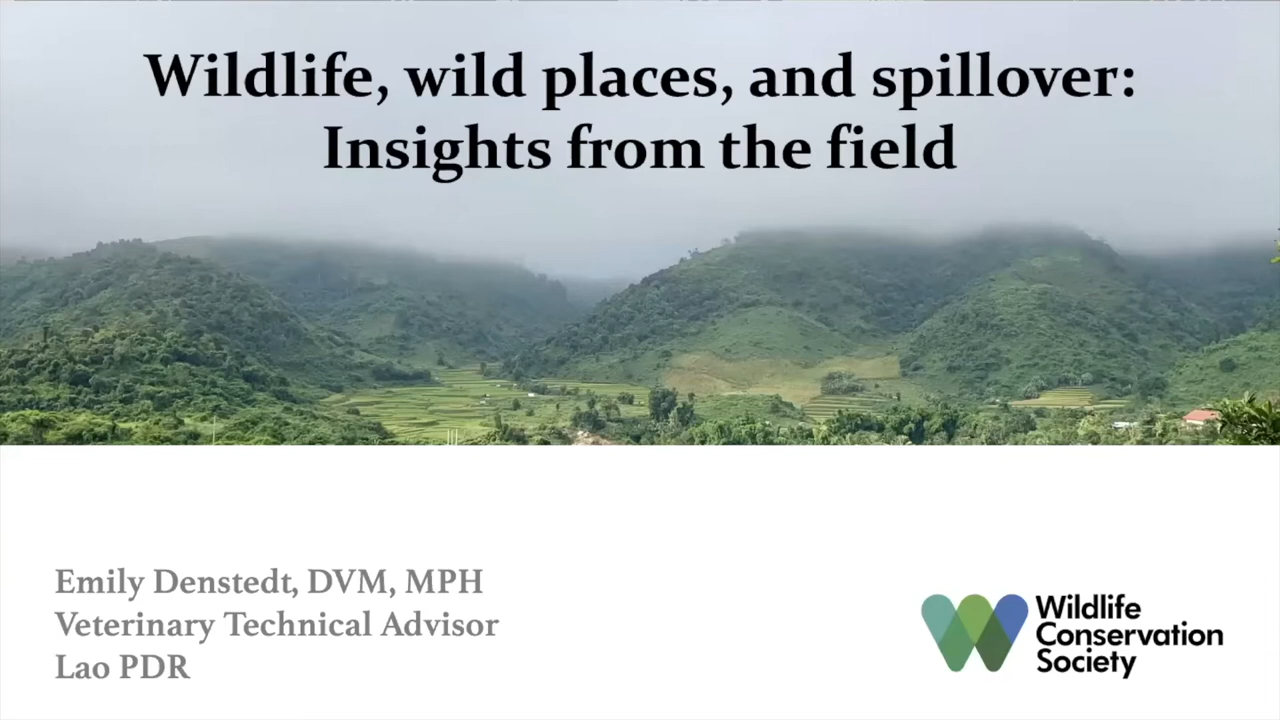 Wildlife, wild places, and spillover:
Insights from the field
Emily Denstedt, DVM, MPH
Veterinary Technical Advisor
Lao PDR
Wildlife
Conservation
Society